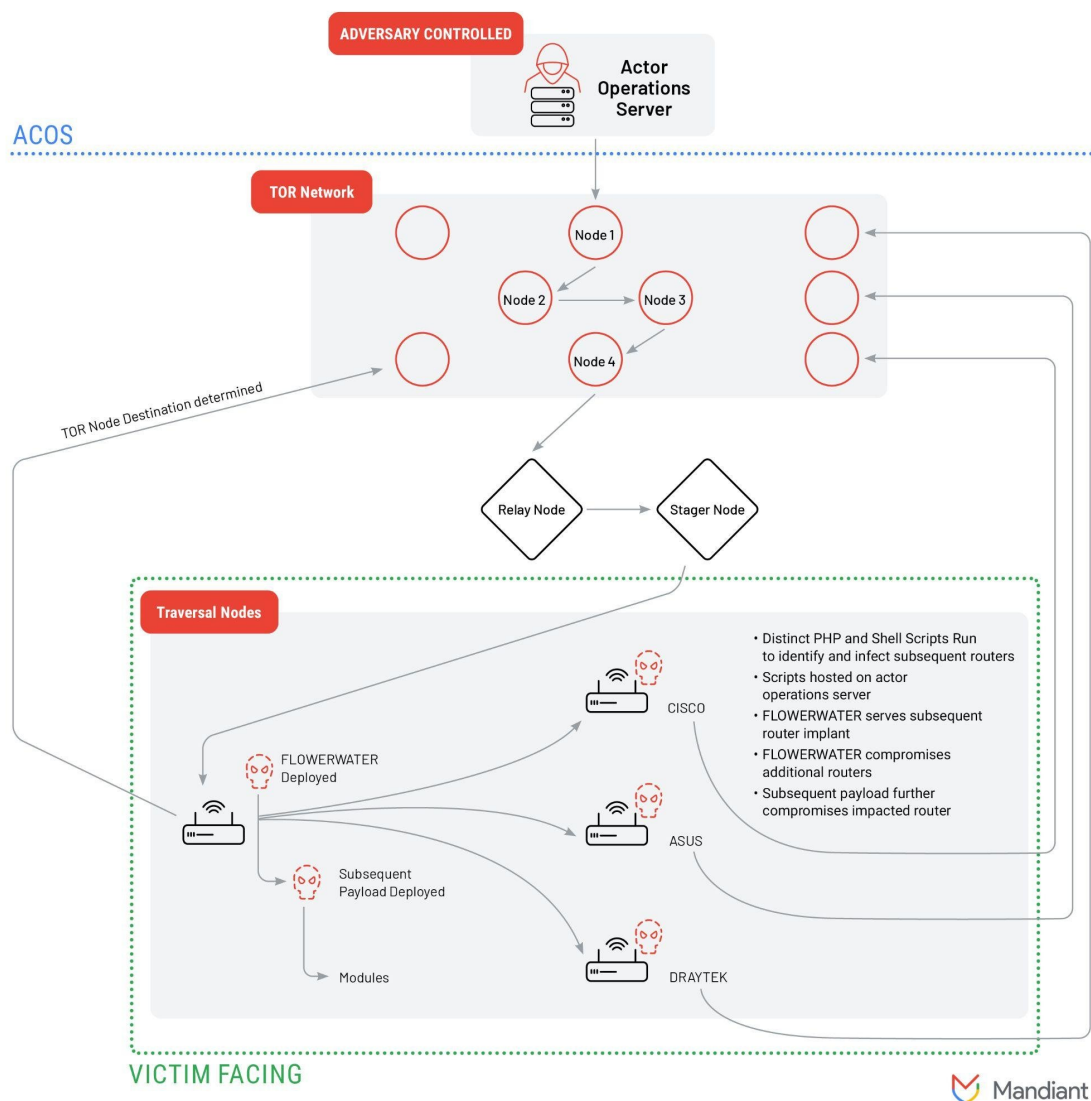 ADVERSARY CONTROLLED
Actor
Operations
Server
ACOS
TOR Network
Node 1
Node 2
Node 3
Node 4
TOR Node Destination determined
Relay Node
Stager Node
Traversal Nodes
• Distinct PHP and Shell Scripts Run
to identify and infect subsequent routers
• Scripts hosted on actor
operations server
• FLOWERWATER serves subsequent
router implant
• FLOWERWATER compromises
additional routers
• Subsequent payload further
compromises impacted router
CISCO
FLOWERWATER
Deployed
ASUS
Subsequent
Payload Deployed
Modules
DRAYTEK
VICTIM FACING
Mandiant